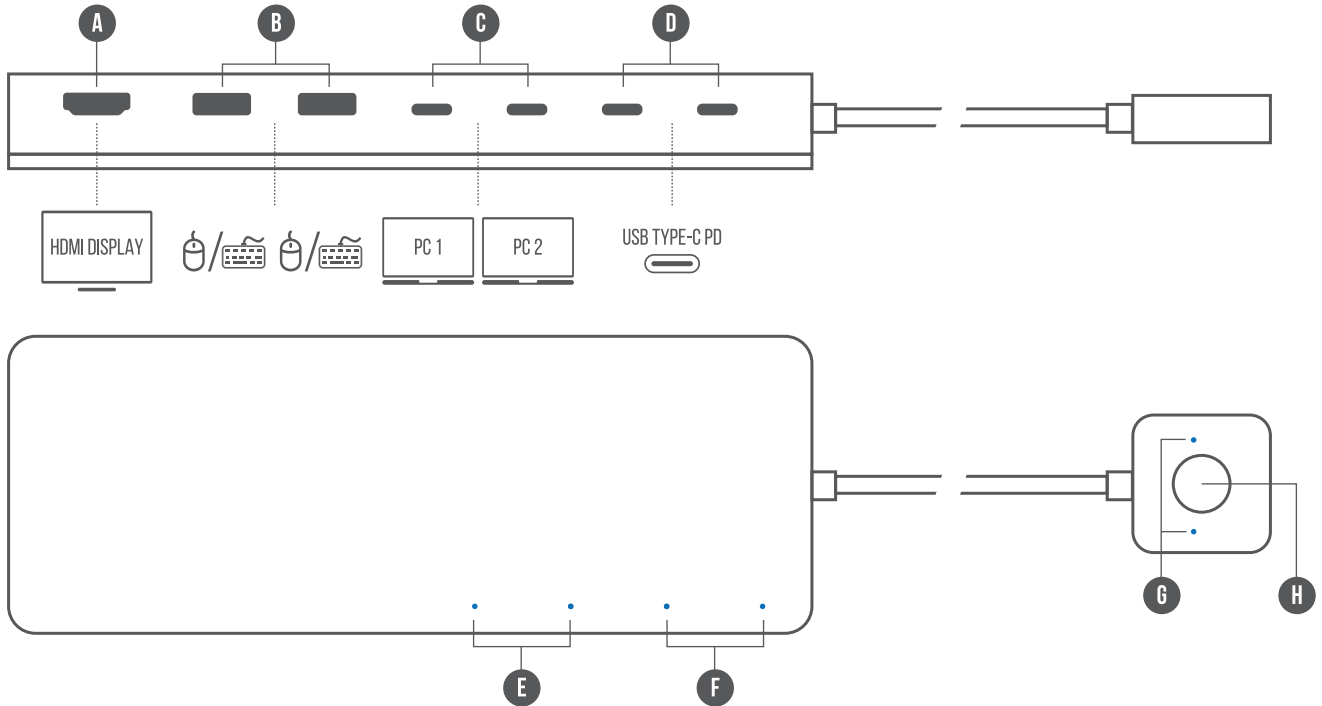 A B C D
HDMI DISPLAY
/ /
PC 1
PC 2
USB TYPE-C PD
G H
E F